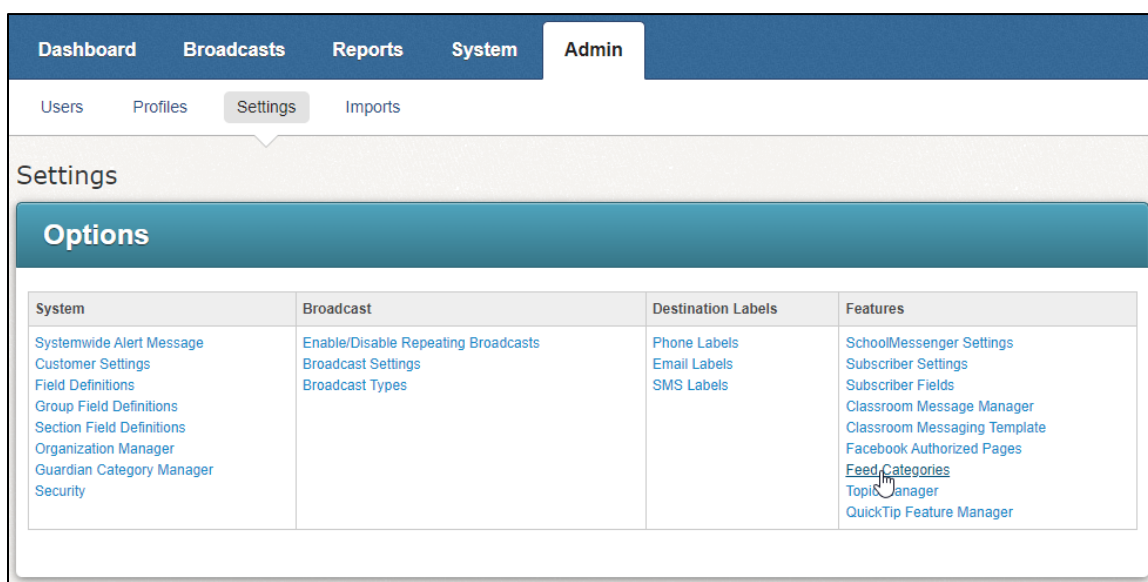 Dashboard Broadcasts Reports System Admin
Users Profiles Settings Imports
Settings
Options
System Broadcast Destination Labels Features
Systemwide Alert Message
Customer Settings
Field Definitions
Group Field Definitions
Section Field Definitions
Organization Manager
Guardian Category Manager
Security
Enable/Disable Repeating Broadcasts
Broadcast Settings
Broadcast Types
Phone Labels
Email Labels
SMS Labels
SchoolMessenger Settings
Subscriber Settings
Subscriber Fields
Classroom Message Manager
Classroom Messaging Template
Facebook Authorized Pages
Feed Categories
Topic Manager
QuickTip Feature Manager